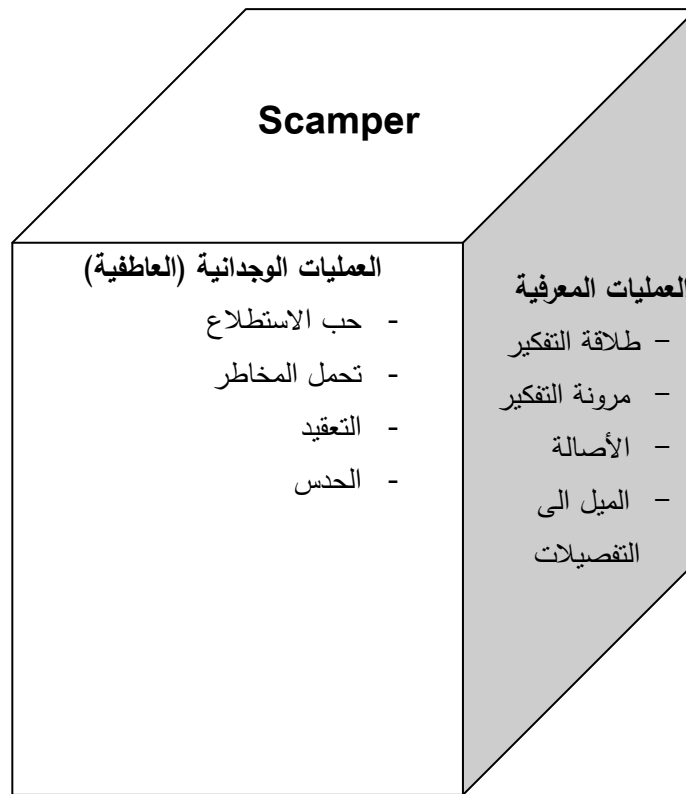 Scamper
العمليات الوجدانية (العاطفية)
- حب الاستطلاع
- تحمل المخاطر
- التعقيد
- الحدس
العمليات المعرفية
- طلاقة التفكير
- مرونة التفكير
- الأصالة
- الميل الى
التفصيلات